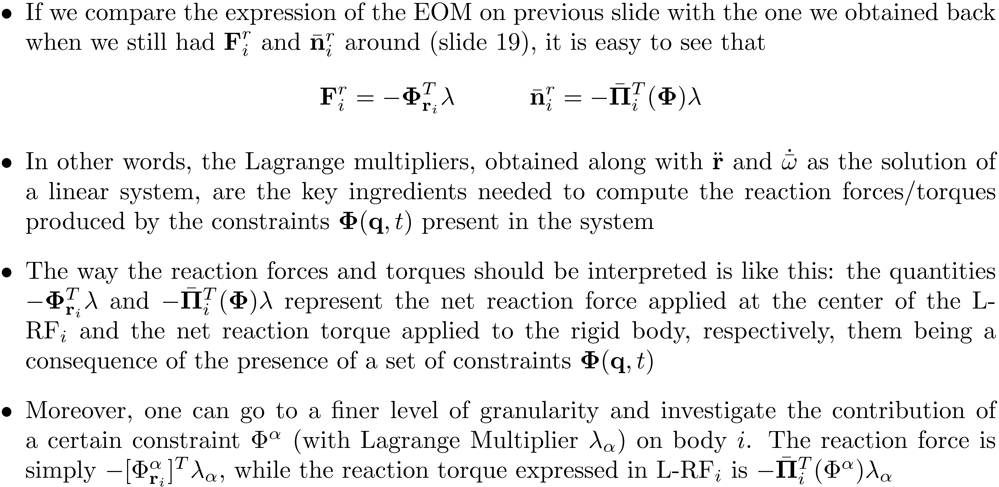 • If we compare the expression of the EOM on previous slide with the one we obtained back
when we still had $\mathbf{F}_i^r$ and $\bar{\mathbf{n}}_i^r$ around (slide 19), it is easy to see that
$\mathbf{F}_i^r = -\mathbf{\Phi}_{\mathbf{r}_i}^T \lambda \qquad \bar{\mathbf{n}}_i^r = -\bar{\mathbf{\Pi}}_i^T(\mathbf{\Phi})\lambda$
• In other words, the Lagrange multipliers, obtained along with $\ddot{\mathbf{r}}$ and $\dot{\bar{\omega}}$ as the solution of
a linear system, are the key ingredients needed to compute the reaction forces/torques
produced by the constraints $\mathbf{\Phi}(\mathbf{q}, t)$ present in the system
• The way the reaction forces and torques should be interpreted is like this: the quantities
$-\mathbf{\Phi}_{\mathbf{r}_i}^T \lambda$ and $-\bar{\mathbf{\Pi}}_i^T(\mathbf{\Phi})\lambda$ represent the net reaction force applied at the center of the L-
RF$_i$ and the net reaction torque applied to the rigid body, respectively, them being a
consequence of the presence of a set of constraints $\mathbf{\Phi}(\mathbf{q}, t)$
• Moreover, one can go to a finer level of granularity and investigate the contribution of
a certain constraint $\Phi^\alpha$ (with Lagrange Multiplier $\lambda_\alpha$) on body $i$. The reaction force is
simply $-[\Phi_{\mathbf{r}_i}^\alpha]^T \lambda_\alpha$, while the reaction torque expressed in L-RF$_i$ is $-\bar{\mathbf{\Pi}}_i^T(\Phi^\alpha)\lambda_\alpha$